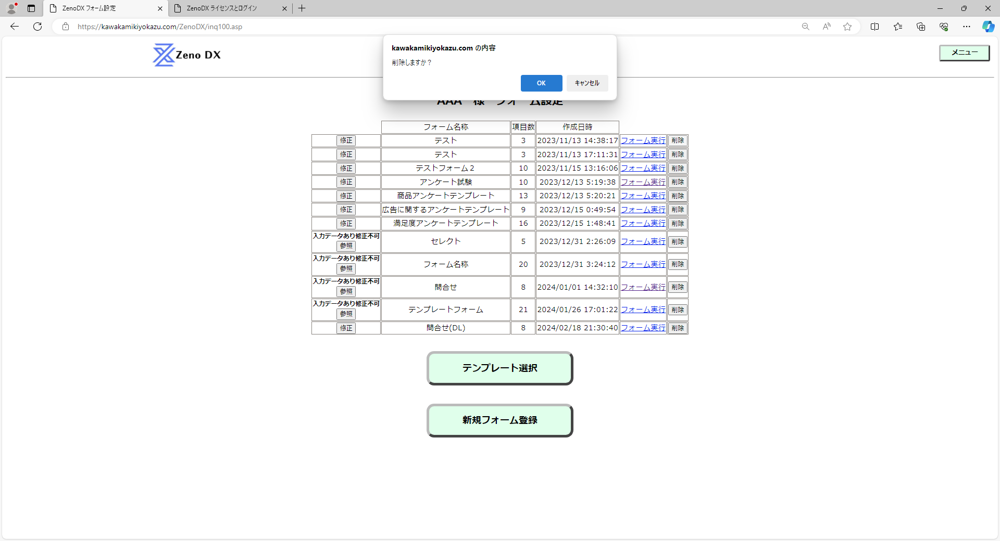 ZenoDX フォーム設定
ZenoDX ライセンスとログイン
https://kawakamikiyokazu.com/ZenoDX/inq100.asp
Zeno DX
メニュー
kawakamikiyokazu.com の内容
削除しますか？
OK キャンセル
AAA 様 フォーム設定
フォーム名称 項目数 作成日時
修正 テスト 3 2023/11/13 14:38:17 フォーム実行 削除
修正 テスト 3 2023/11/13 17:11:31 フォーム実行 削除
修正 テストフォーム２ 10 2023/11/15 13:16:06 フォーム実行 削除
修正 アンケート試験 10 2023/12/13 5:19:38 フォーム実行 削除
修正 商品アンケートテンプレート 13 2023/12/13 5:20:21 フォーム実行 削除
修正 広告に関するアンケートテンプレート 9 2023/12/15 0:49:54 フォーム実行 削除
修正 満足度アンケートテンプレート 16 2023/12/15 1:48:41 フォーム実行 削除
入力データあり修正不可
参照 セレクト 5 2023/12/31 2:26:09 フォーム実行 削除
入力データあり修正不可
参照 フォーム名称 20 2023/12/31 3:24:12 フォーム実行 削除
入力データあり修正不可
参照 問合せ 8 2024/01/01 14:32:10 フォーム実行 削除
入力データあり修正不可
参照 テンプレートフォーム 21 2024/01/26 17:01:22 フォーム実行 削除
修正 問合せ(DL) 8 2024/02/18 21:30:40 フォーム実行 削除
テンプレート選択
新規フォーム登録